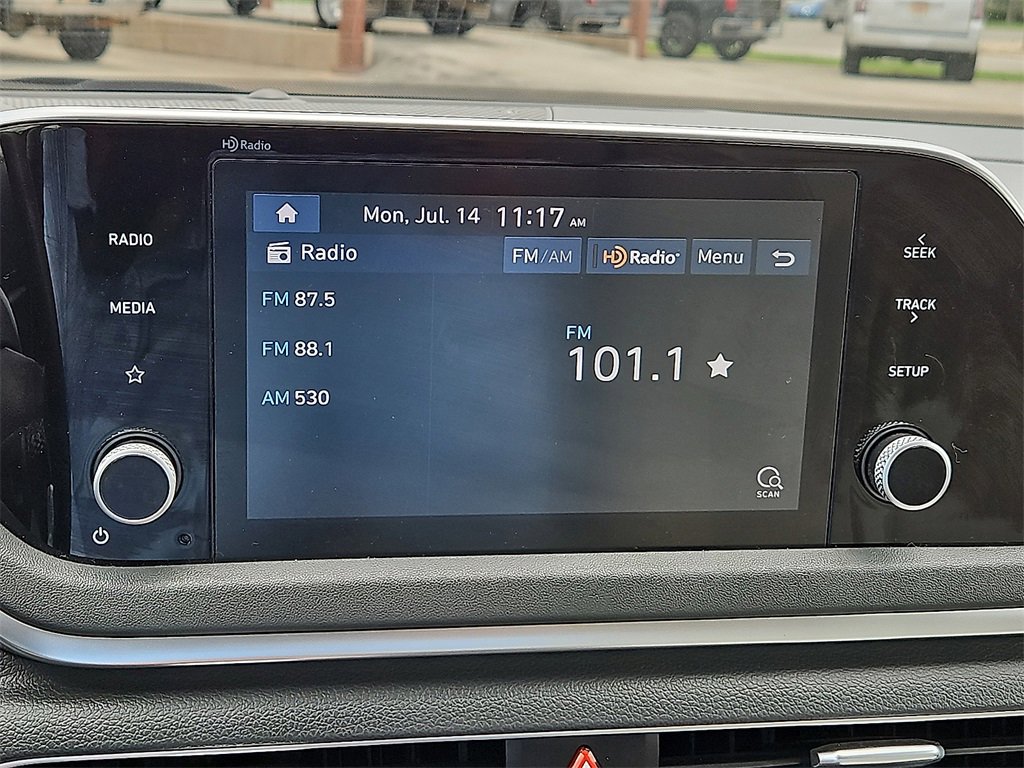 HD Radio
RADIO
MEDIA
Mon, Jul. 14 11:17 AM
Radio
FM/AM
HD Radio
Menu
FM 87.5
FM 88.1
AM 530
FM
101.1
SCAN
SEEK
TRACK
SETUP